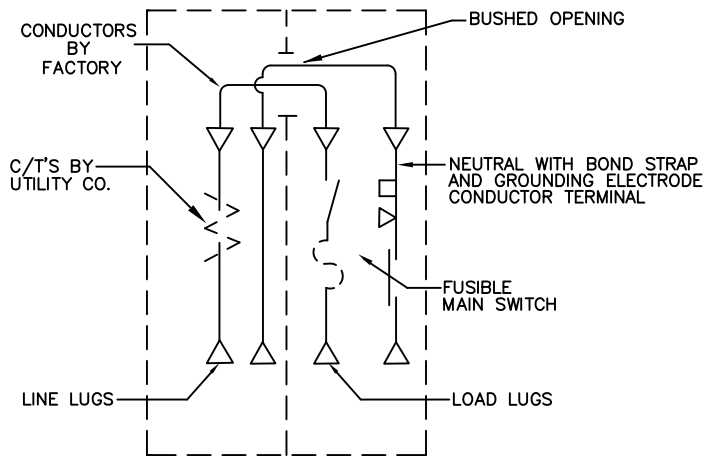 BUSHED OPENING
CONDUCTORS
BY
FACTORY
C/T'S BY
UTILITY CO.
NEUTRAL WITH BOND STRAP
AND GROUNDING ELECTRODE
CONDUCTOR TERMINAL
FUSIBLE
MAIN SWITCH
LINE LUGS
LOAD LUGS